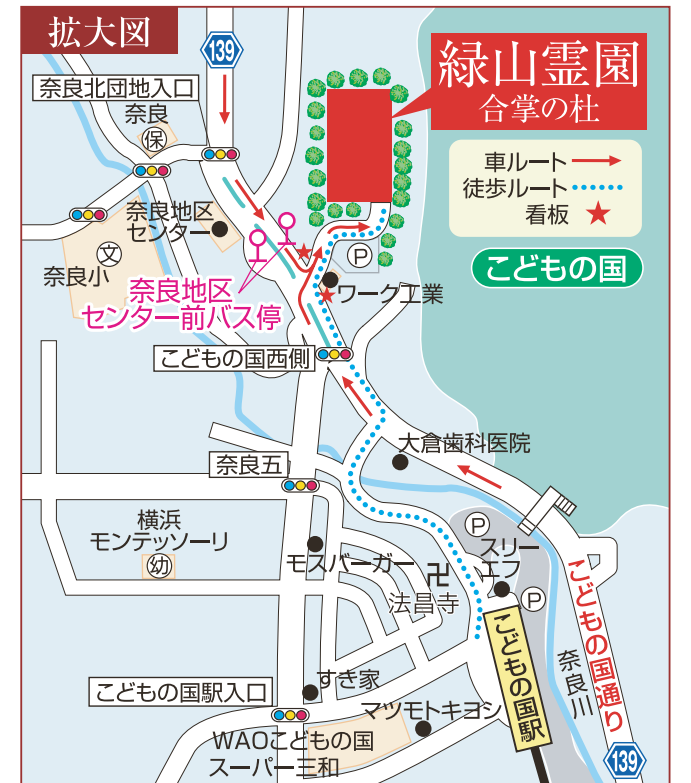 拡大図
139
緑山霊園
合掌の杜
奈良北団地入口
奈良
保
車ルート
徒歩ルート
看板
奈良地区
センター
文
奈良小
こどもの国
P
ワーク工業
奈良地区
センター前バス停
こどもの国西側
大倉歯科医院
奈良五
横浜
モンテッソーリ
幼
P
スリー
エフ
モスバーガー
卍
法昌寺
P
こどもの国通り
こどもの国駅
奈良川
すき家
こどもの国駅入口
マツモトキヨシ
WAOこどもの国
スーパー三和
139